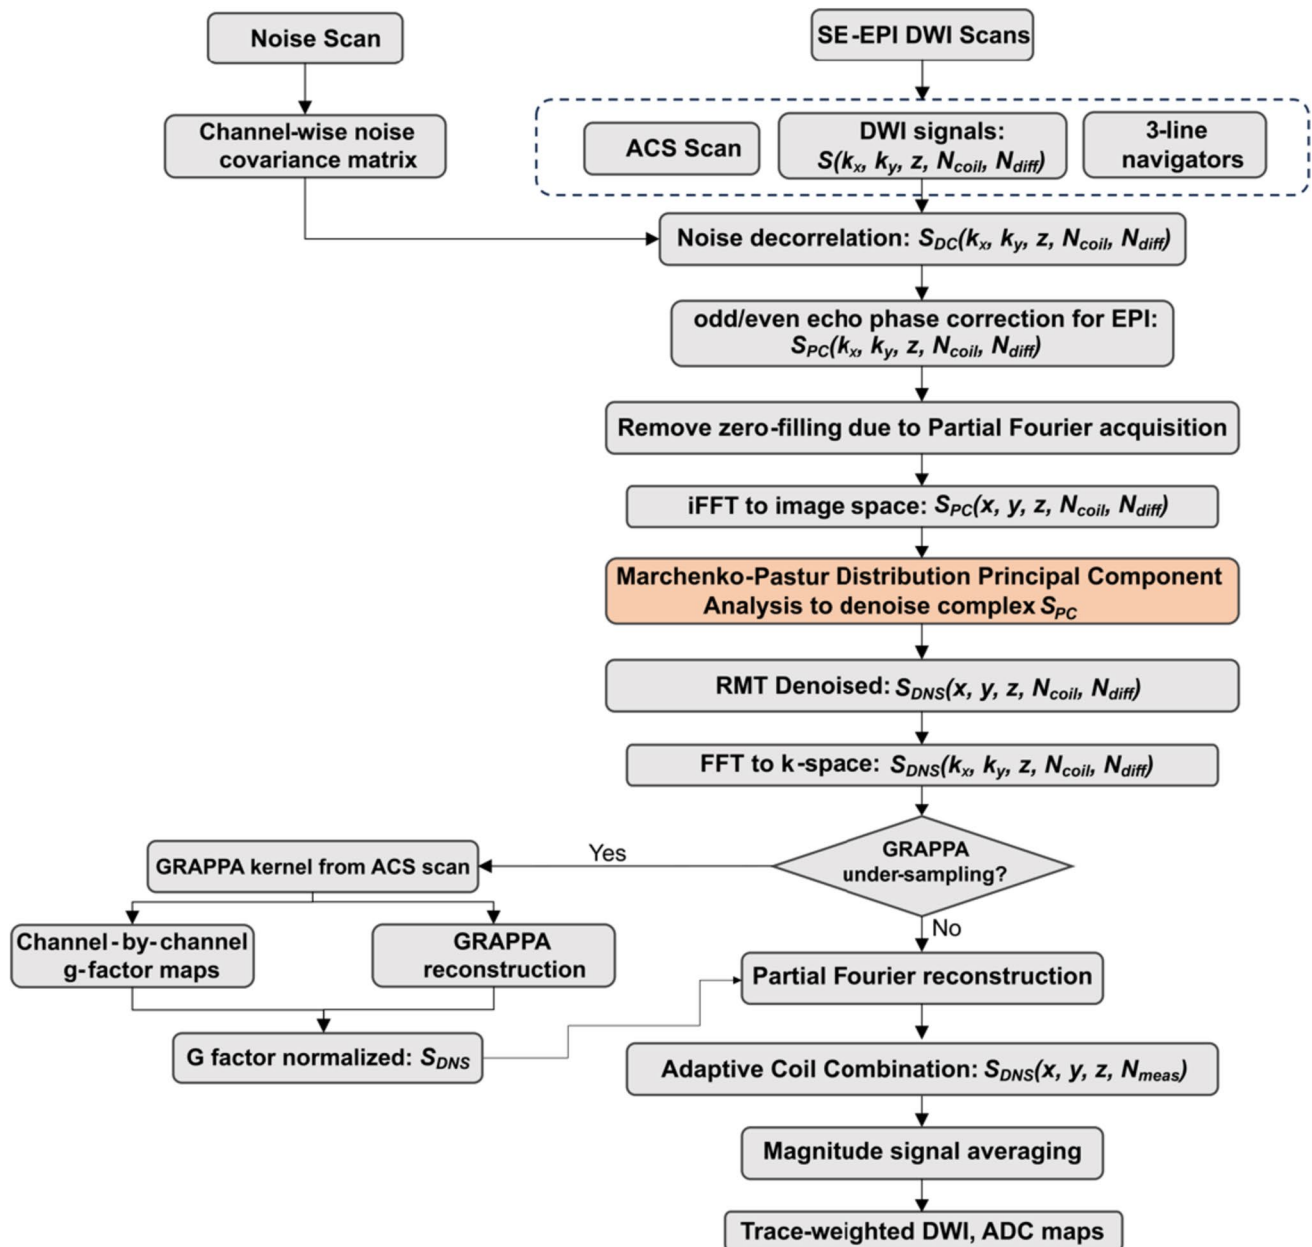 Noise Scan
SE-EPI DWI Scans
Channel-wise noise
covariance matrix
ACS Scan
DWI signals:
S(kx, ky, z, Ncoil, Ndiff)
3-line
navigators
Noise decorrelation: SDC(kx, ky, z, Ncoil, Ndiff)
odd/even echo phase correction for EPI:
SPC(kx, ky, z, Ncoil, Ndiff)
Remove zero-filling due to Partial Fourier acquisition
iFFT to image space: SPC(x, y, z, Ncoil, Ndiff)
Marchenko-Pastur Distribution Principal Component
Analysis to denoise complex SPC
RMT Denoised: SDNS(x, y, z, Ncoil, Ndiff)
FFT to k-space: SDNS(kx, ky, z, Ncoil, Ndiff)
GRAPPA
under-sampling?
Yes
GRAPPA kernel from ACS scan
No
Channel-by-channel
g-factor maps
GRAPPA
reconstruction
Partial Fourier reconstruction
G factor normalized: SDNS
Adaptive Coil Combination: SDNS(x, y, z, Nmeas)
Magnitude signal averaging
Trace-weighted DWI, ADC maps